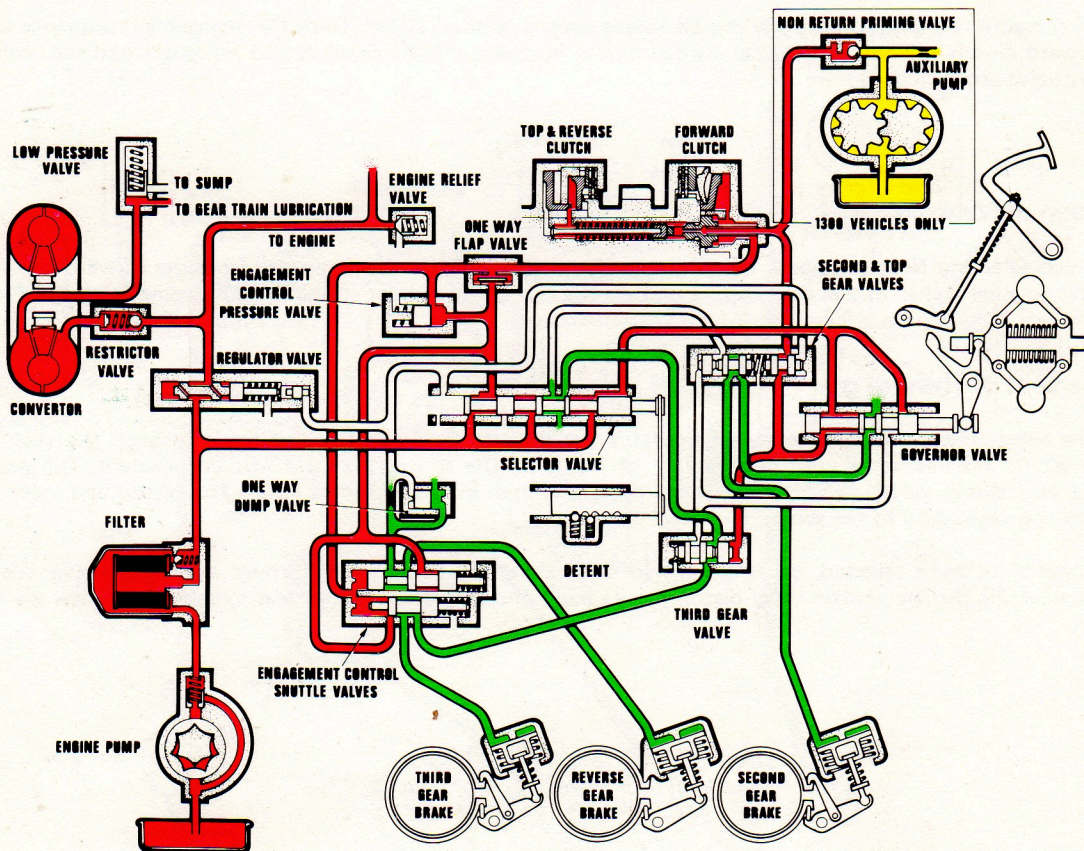 NON RETURN PRIMING VALVE
AUXILIARY
PUMP
1300 VEHICLES ONLY
TOP & REVERSE
CLUTCH
FORWARD
CLUTCH
LOW PRESSURE
VALVE
TO SUMP
TO GEAR TRAIN LUBRICATION
TO ENGINE
ENGINE RELIEF
VALVE
ONE WAY
FLAP VALVE
ENGAGEMENT
CONTROL
PRESSURE VALVE
SECOND & TOP
GEAR VALVES
RESTRICTOR
VALVE
CONVERTOR
REGULATOR VALVE
SELECTOR VALVE
GOVERNOR VALVE
ONE WAY
DUMP VALVE
FILTER
DETENT
THIRD GEAR
VALVE
ENGAGEMENT CONTROL
SHUTTLE VALVES
ENGINE PUMP
THIRD
GEAR
BRAKE
REVERSE
GEAR
BRAKE
SECOND
GEAR
BRAKE